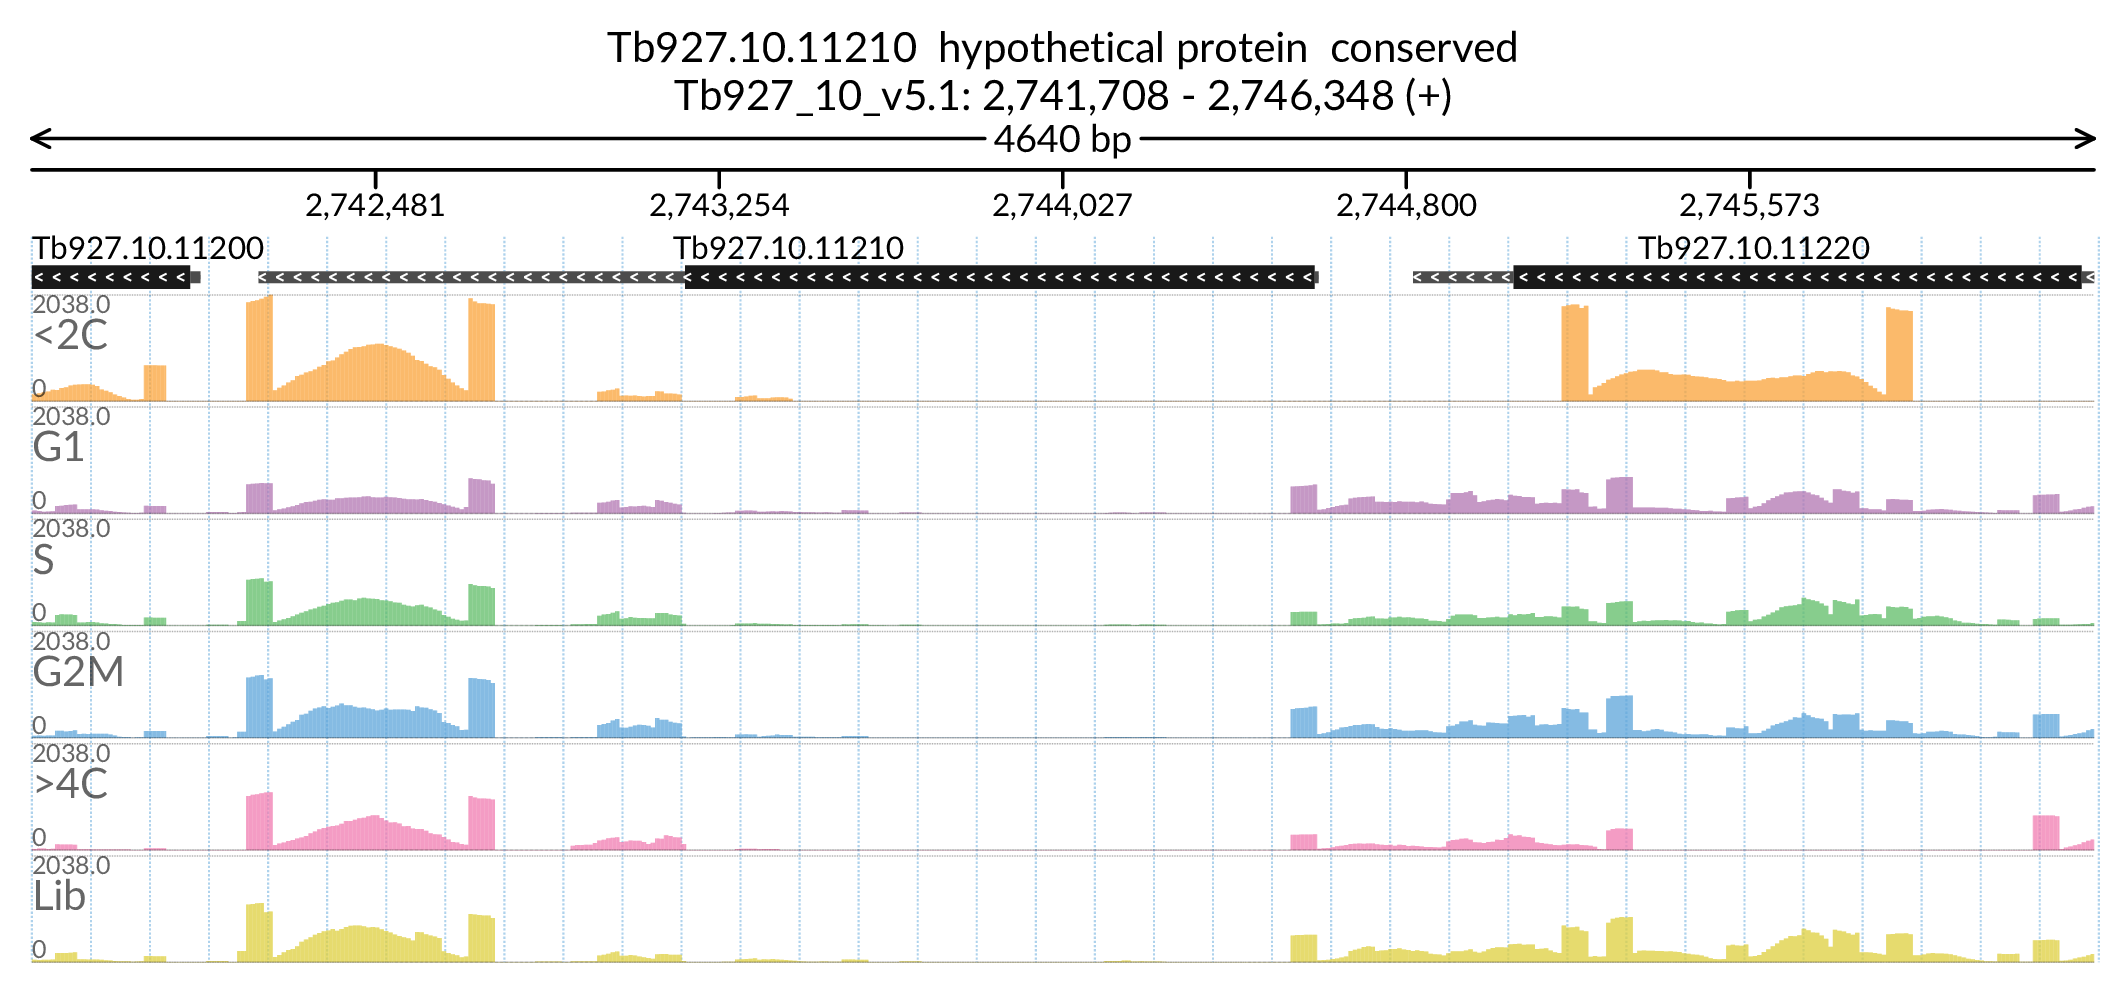 Tb927.10.11210 hypothetical protein conserved
Tb927_10_v5.1: 2,741,708 - 2,746,348 (+)
4640 bp
2,742,481 2,743,254 2,744,027 2,744,800 2,745,573
Tb927.10.11200 Tb927.10.11210 Tb927.10.11220
2038.0
<2C
0
2038.0
G1
0
2038.0
S
0
2038.0
G2M
0
2038.0
>4C
0
2038.0
Lib
0